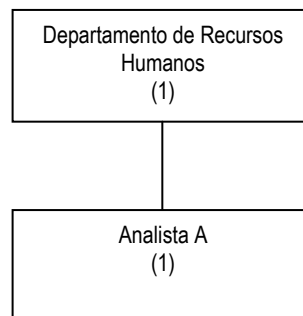 Departamento de Recursos
Humanos
(1)
Analista A
(1)